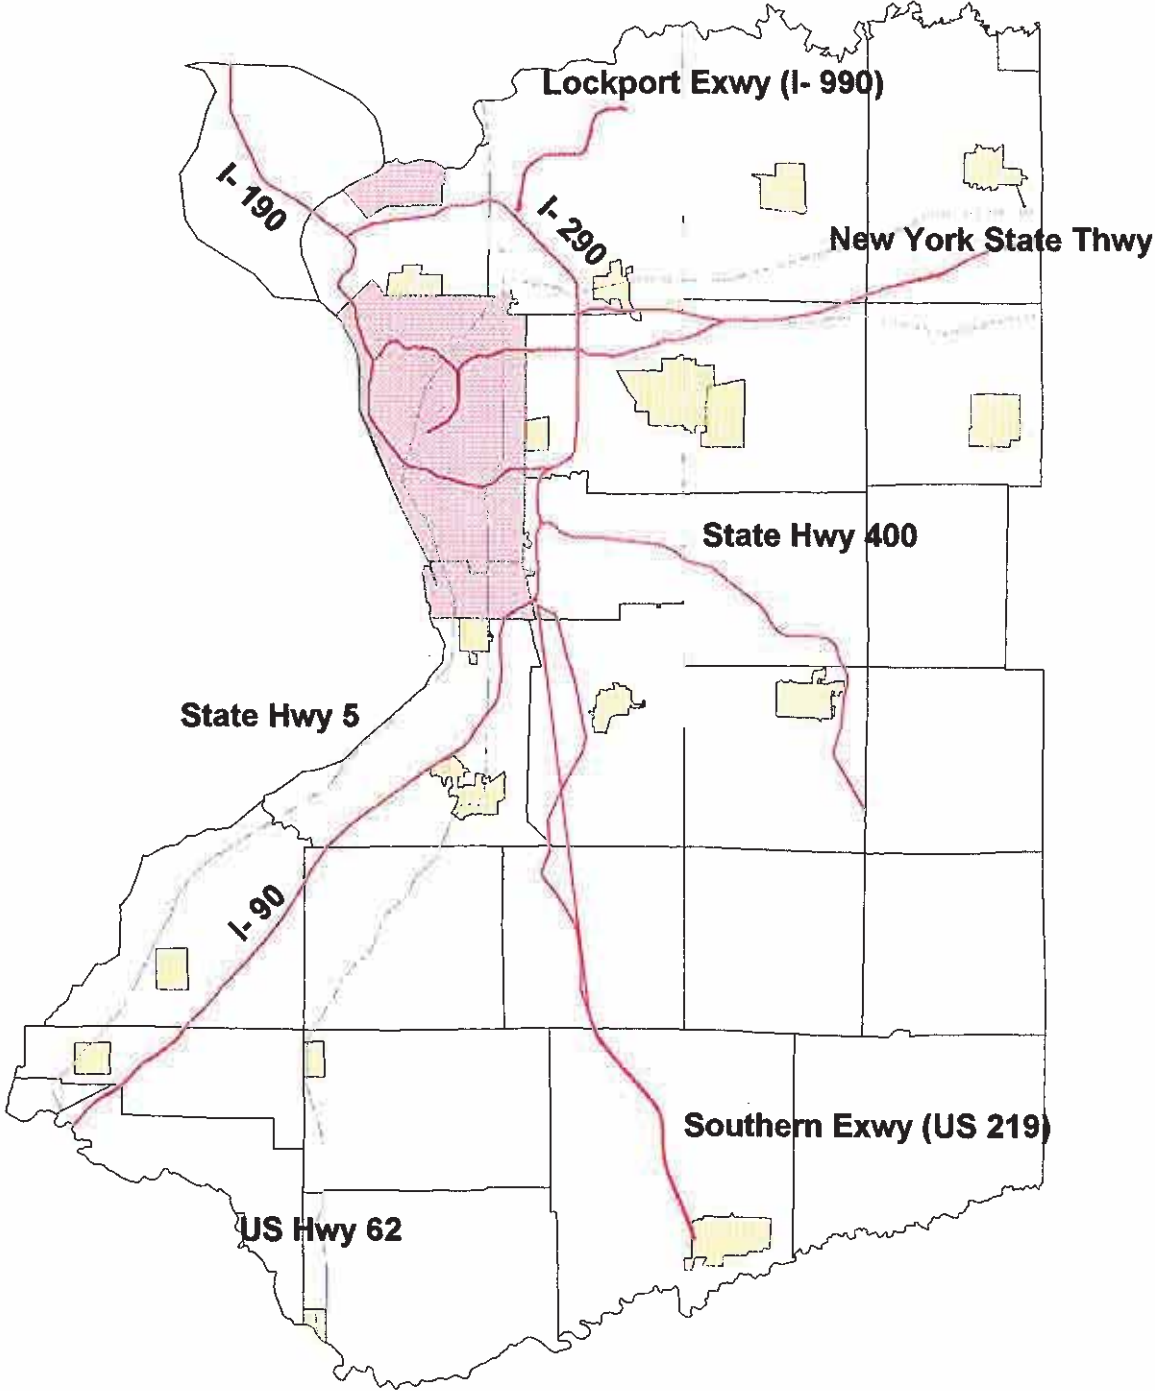 Lockport Exwy (I- 990)
I- 190
I- 290
New York State Thwy
State Hwy 400
State Hwy 5
I- 90
Southern Exwy (US 219)
US Hwy 62